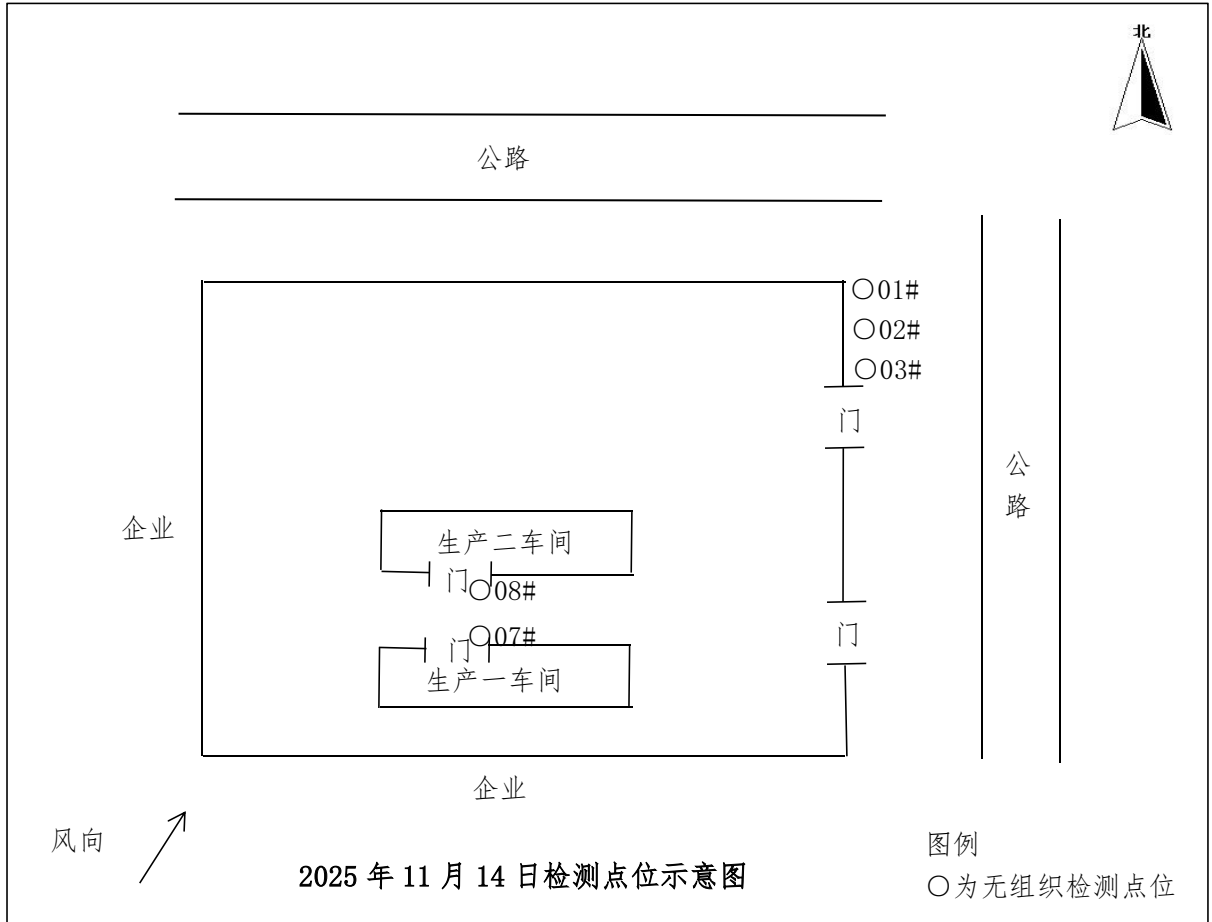 北
公路
○01#
○02#
○03#
门
公
路
企业
生产二车间
门○08#
门○07#
生产一车间
门
企业
风向
2025 年 11 月 14 日检测点位示意图
图例
○为无组织检测点位